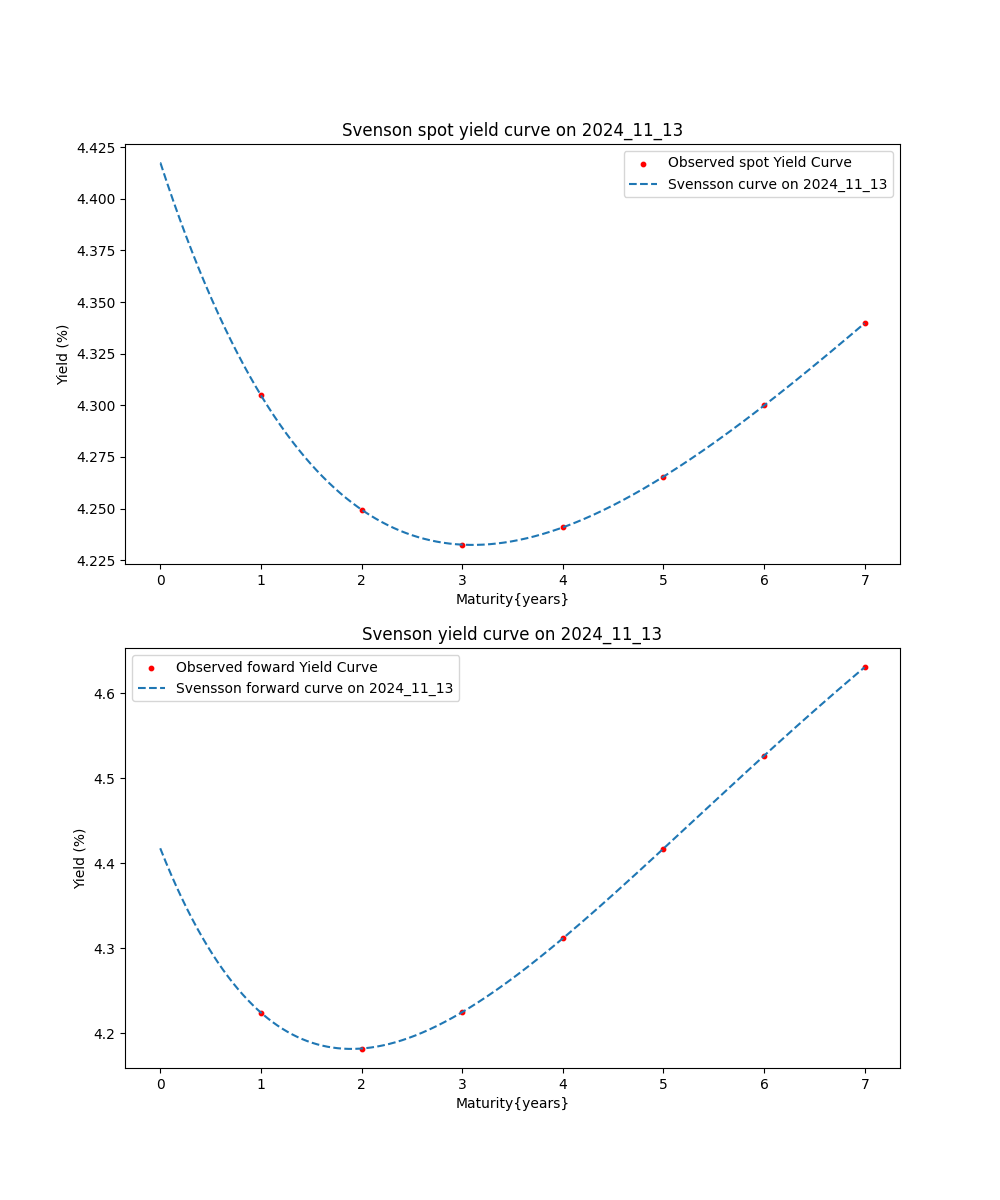 Svenson spot yield curve on 2024_11_13
Observed spot Yield Curve
Svensson curve on 2024_11_13
4.425
4.400
4.375
4.350
4.325
4.300
4.275
4.250
4.225
Yield (%)
0 1 2 3 4 5 6 7
Maturity{years}
Svenson yield curve on 2024_11_13
Observed foward Yield Curve
Svensson forward curve on 2024_11_13
4.6
4.5
4.4
4.3
4.2
Yield (%)
0 1 2 3 4 5 6 7
Maturity{years}